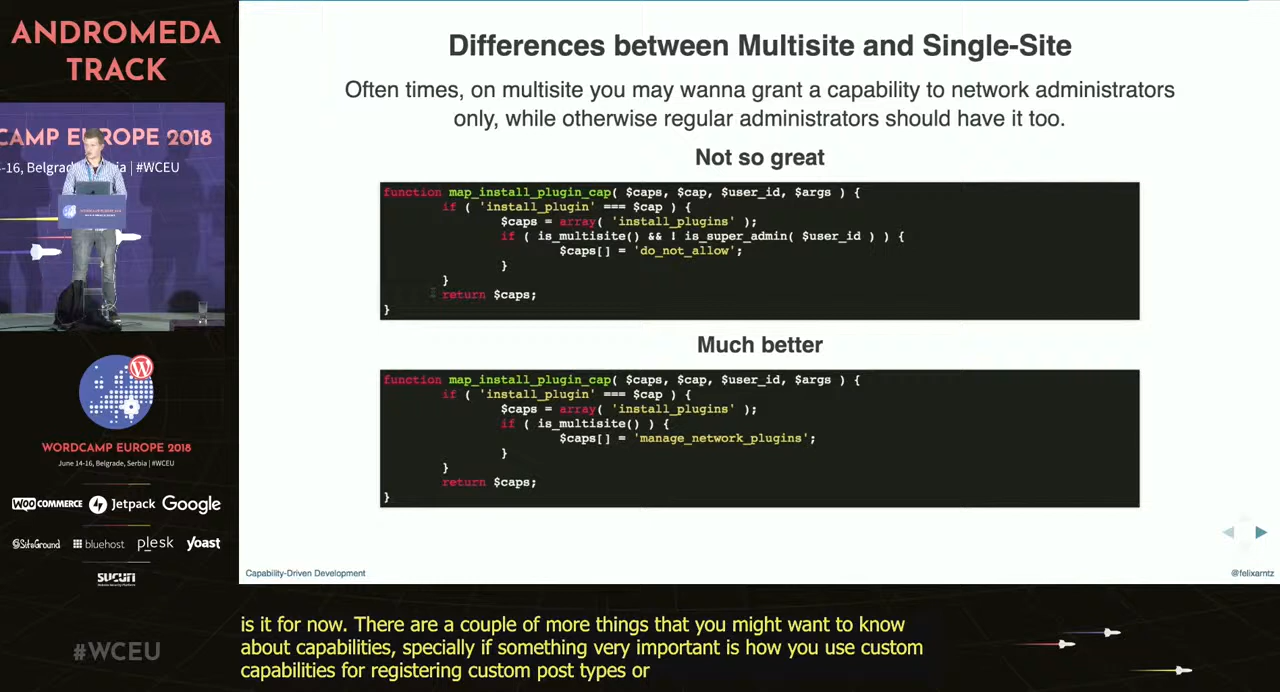 ANDROMEDA
TRACK
CAMP EUROPE 2018
4-16, Belgrade, Serbia | #WCEU
WORDCAMP EUROPE 2018
June 14-16, Belgrade, Serbia | #WCEU
WOO COMMERCE Jetpack Google
SiteGround bluehost plesk yoast
SUCURI
#WCEU
Differences between Multisite and Single-Site
Often times, on multisite you may wanna grant a capability to network administrators
only, while otherwise regular administrators should have it too.
Not so great
function map_install_plugin_cap( $caps, $cap, $user_id, $args ) {
if ( 'install_plugin' === $cap ) {
$caps = array( 'install_plugins' );
if ( is_multisite() && ! is_super_admin( $user_id ) ) {
$caps[] = 'do_not_allow';
}
}
return $caps;
}
Much better
function map_install_plugin_cap( $caps, $cap, $user_id, $args ) {
if ( 'install_plugin' === $cap ) {
$caps = array( 'install_plugins' );
if ( is_multisite() ) {
$caps[] = 'manage_network_plugins';
}
}
return $caps;
}
Capability-Driven Development
@felixarntz
is it for now. There are a couple of more things that you might want to know
about capabilities, specially if something very important is how you use custom
capabilities for registering custom post types or